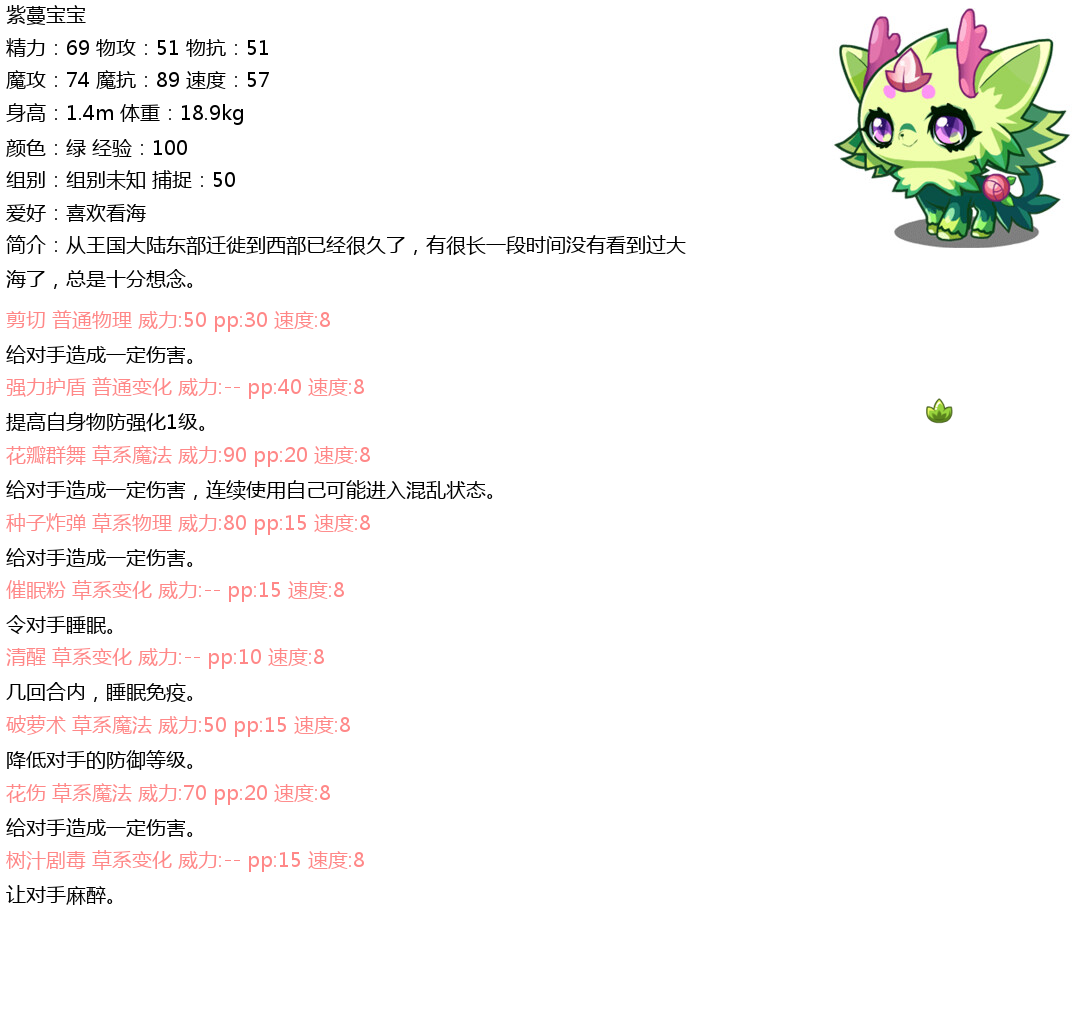 紫蔓宝宝
精力：69 物攻：51 物抗：51
魔攻：74 魔抗：89 速度：57
身高：1.4m 体重：18.9kg
颜色：绿 经验：100
组别：组别未知 捕捉：50
爱好：喜欢看海
简介：从王国大陆东部迁徙到西部已经很久了，有很长一段时间没有看到过大
海了，总是十分想念。
剪切 普通物理 威力:50 pp:30 速度:8
给对手造成一定伤害。
强力护盾 普通变化 威力:-- pp:40 速度:8
提高自身物防强化1级。
花瓣群舞 草系魔法 威力:90 pp:20 速度:8
给对手造成一定伤害，连续使用自己可能进入混乱状态。
种子炸弹 草系物理 威力:80 pp:15 速度:8
给对手造成一定伤害。
催眠粉 草系变化 威力:-- pp:15 速度:8
令对手睡眠。
清醒 草系变化 威力:-- pp:10 速度:8
几回合内，睡眠免疫。
破萝术 草系魔法 威力:50 pp:15 速度:8
降低对手的防御等级。
花伤 草系魔法 威力:70 pp:20 速度:8
给对手造成一定伤害。
树汁剧毒 草系变化 威力:-- pp:15 速度:8
让对手麻醉。